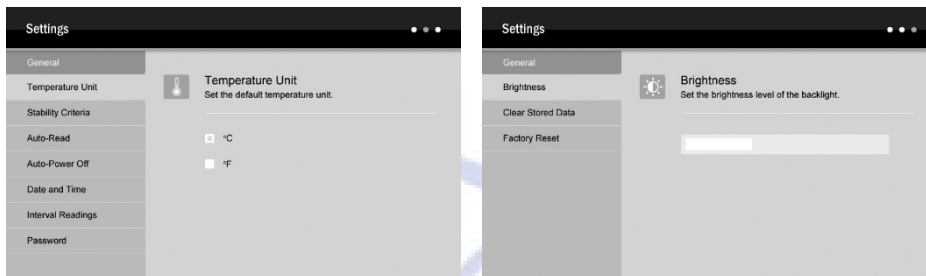 Settings
General
Temperature Unit
Stability Criteria
Auto-Read
Auto-Power Off
Date and Time
Interval Readings
Password
Temperature Unit
Set the default temperature unit.
°C
°F
Settings
General
Brightness
Clear Stored Data
Factory Reset
Brightness
Set the brightness level of the backlight.